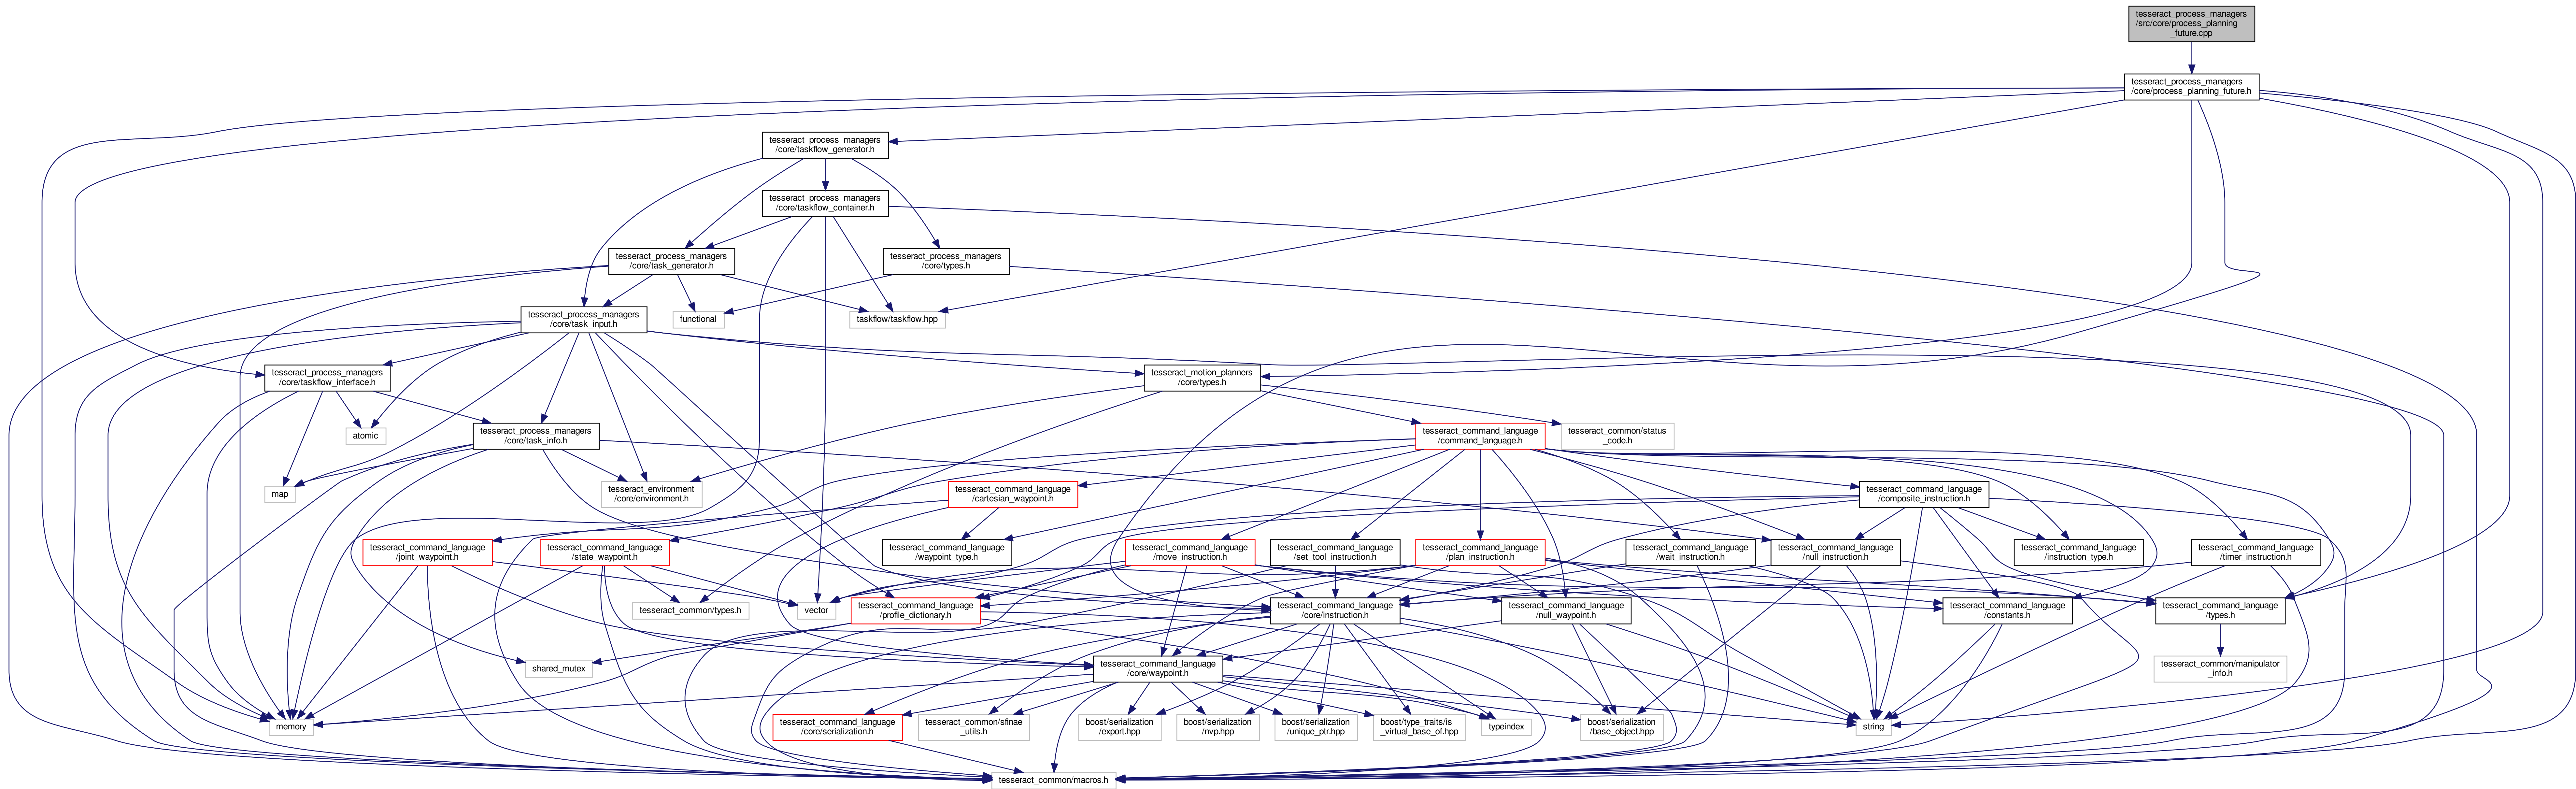 tesseract_process_managers
/src/core/process_planning
_future.cpp
tesseract_process_managers
/core/process_planning_future.h
tesseract_process_managers
/core/taskflow_generator.h
tesseract_process_managers
/core/taskflow_container.h
tesseract_process_managers
/core/task_generator.h
tesseract_process_managers
/core/types.h
tesseract_process_managers
/core/task_input.h
functional
taskflow/taskflow.hpp
tesseract_process_managers
/core/taskflow_interface.h
tesseract_motion_planners
/core/types.h
atomic
tesseract_process_managers
/core/task_info.h
tesseract_command_language
/command_language.h
tesseract_common/status
_code.h
map
tesseract_environment
/core/environment.h
tesseract_command_language
/cartesian_waypoint.h
tesseract_command_language
/composite_instruction.h
tesseract_command_language
/joint_waypoint.h
tesseract_command_language
/state_waypoint.h
tesseract_command_language
/waypoint_type.h
tesseract_command_language
/move_instruction.h
tesseract_command_language
/set_tool_instruction.h
tesseract_command_language
/plan_instruction.h
tesseract_command_language
/wait_instruction.h
tesseract_command_language
/null_instruction.h
tesseract_command_language
/instruction_type.h
tesseract_command_language
/timer_instruction.h
tesseract_common/types.h
vector
tesseract_command_language
/profile_dictionary.h
tesseract_command_language
/core/instruction.h
tesseract_command_language
/null_waypoint.h
tesseract_command_language
/constants.h
tesseract_command_language
/types.h
shared_mutex
tesseract_command_language
/core/waypoint.h
tesseract_common/manipulator
_info.h
memory
tesseract_command_language
/core/serialization.h
tesseract_common/sfinae
_utils.h
boost/serialization
/export.hpp
boost/serialization
/nvp.hpp
boost/serialization
/unique_ptr.hpp
boost/type_traits/is
_virtual_base_of.hpp
typeindex
boost/serialization
/base_object.hpp
string
tesseract_common/macros.h